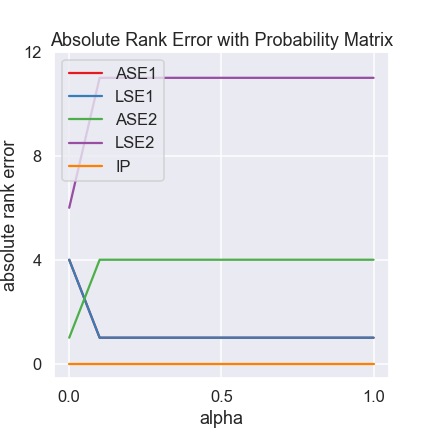 Absolute Rank Error with Probability Matrix
12
8
4
0
absolute rank error
ASE1
LSE1
ASE2
LSE2
IP
0.0
0.5
1.0
alpha